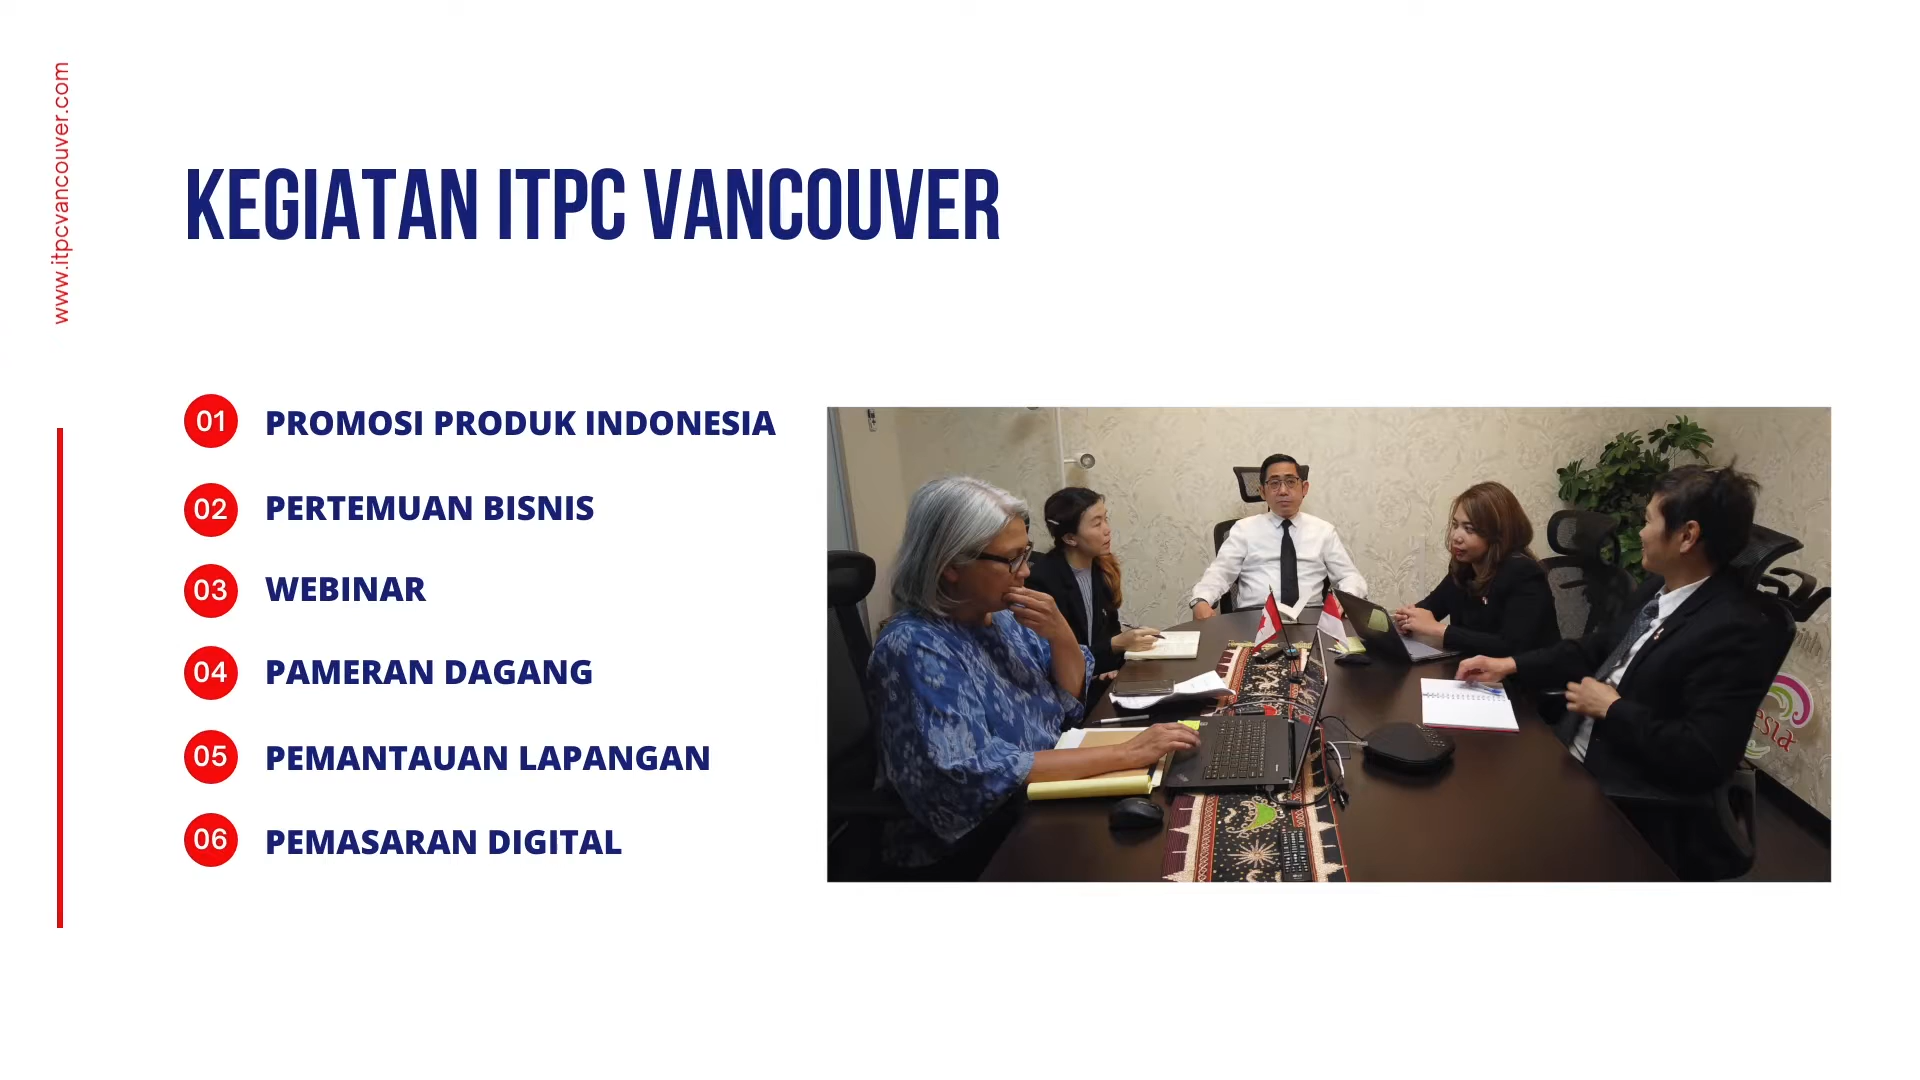 www.itpcvancouver.com
KEGIATAN ITPC VANCOUVER
01 PROMOSI PRODUK INDONESIA
02 PERTEMUAN BISNIS
03 WEBINAR
04 PAMERAN DAGANG
05 PEMANTAUAN LAPANGAN
06 PEMASARAN DIGITAL